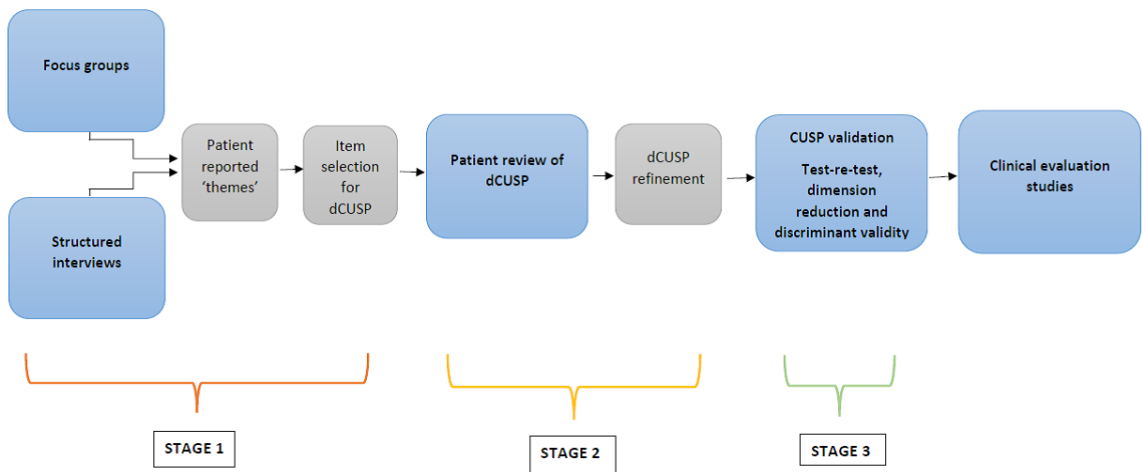 Focus groups
Structured
interviews
Patient
reported
‘themes’
Item
selection
for
dCUSP
Patient review of
dCUSP
dCUSP
refinement
CUSP validation
Test-re-test,
dimension
reduction and
discriminant validity
Clinical evaluation
studies
STAGE 1
STAGE 2
STAGE 3